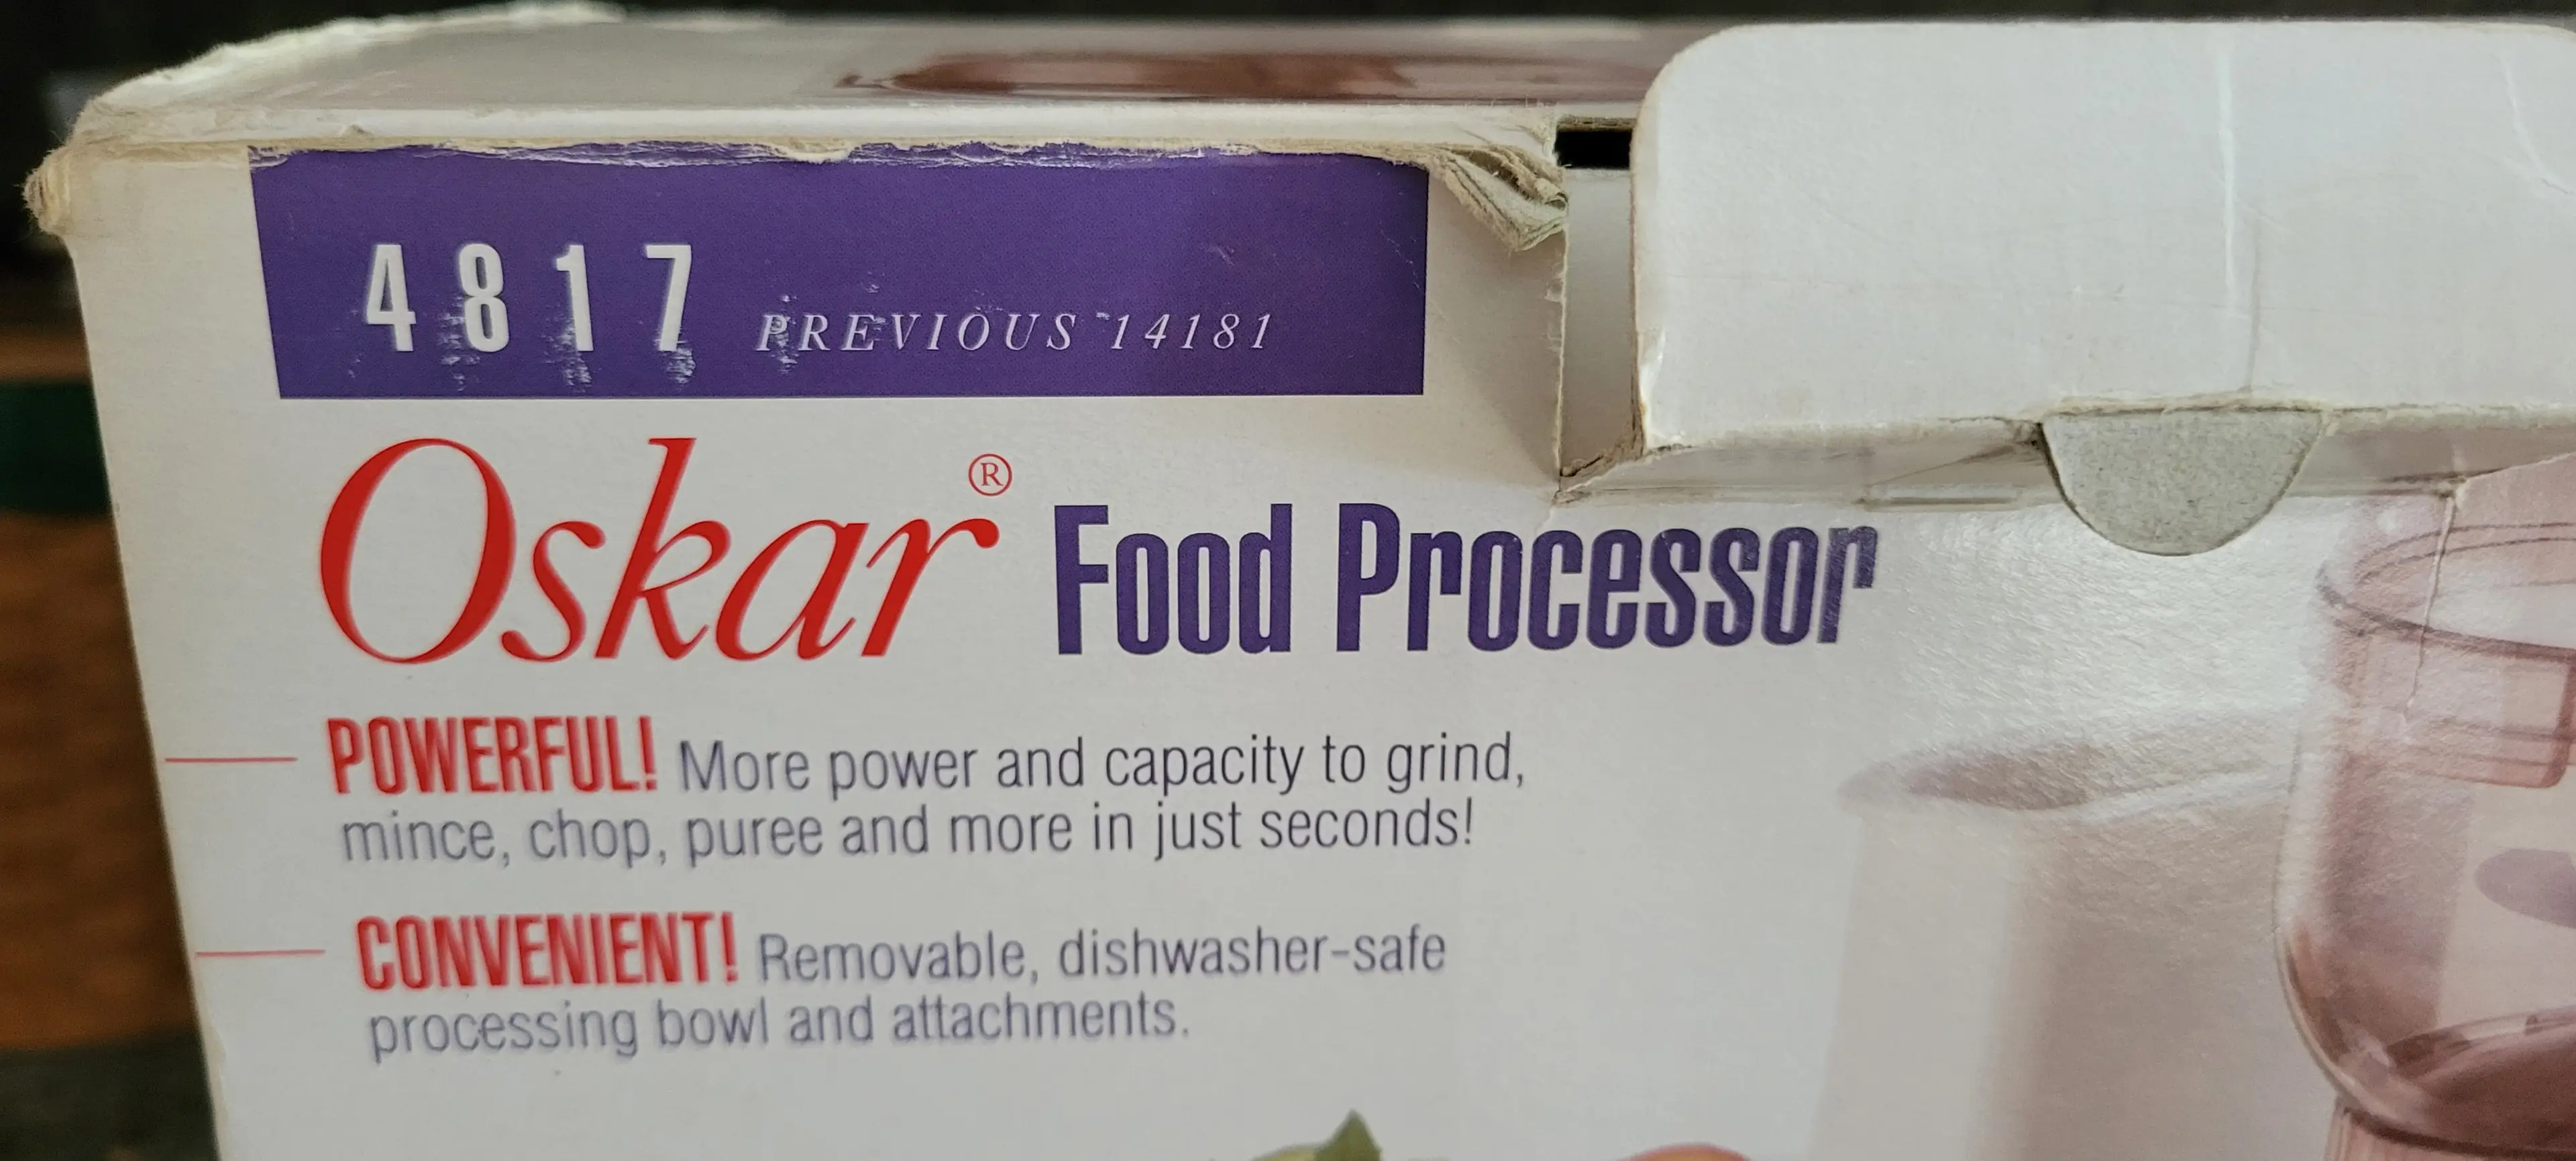 4817 PREVIOUS 14181
Oskar® Food Processor
POWERFUL! More power and capacity to grind,
mince, chop, puree and more in just seconds!
CONVENIENT! Removable, dishwasher-safe
processing bowl and attachments.